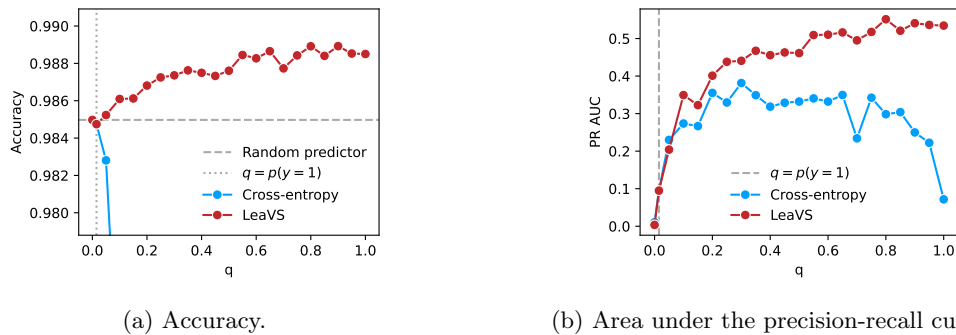 0.990
0.988
0.986
0.984
0.982
0.980
Accuracy
Random predictor
q = p(y = 1)
Cross-entropy
LeaVS
0.0 0.2 0.4 0.6 0.8 1.0
q
(a) Accuracy.
0.5
0.4
0.3
0.2
0.1
0.0
PR AUC
q = p(y = 1)
Cross-entropy
LeaVS
0.0 0.2 0.4 0.6 0.8 1.0
q
(b) Area under the precision-recall cu